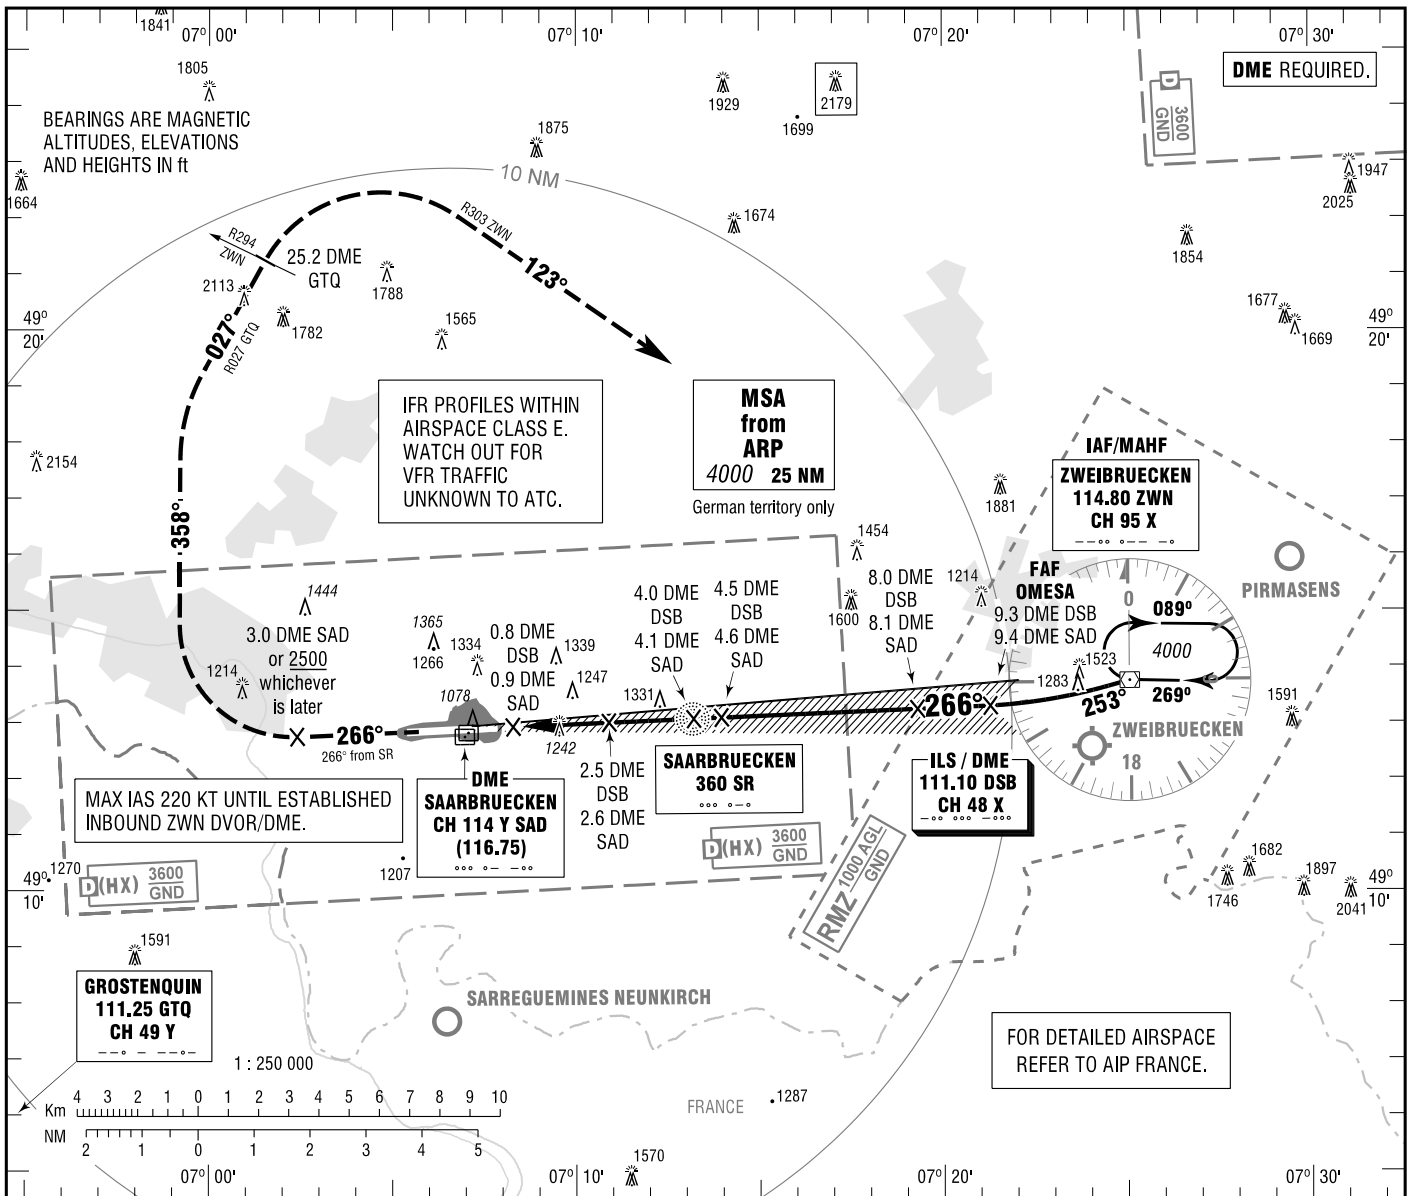 1841
07° 00'
07° 10'
07° 20'
07° 30'
1805
BEARINGS ARE MAGNETIC
ALTITUDES, ELEVATIONS
AND HEIGHTS IN ft
1875
1929
2179
1699
DME REQUIRED.
D
3600
GND
1664
10 NM
1947
2025
R303 ZWN
1674
1854
R294
ZWN
25.2 DME
GTQ
2113
123°
1788
1782
1565
49°
20'
027°
R027 GTQ
1677
1669
49°
20'
IFR PROFILES WITHIN
AIRSPACE CLASS E.
WATCH OUT FOR
VFR TRAFFIC
UNKNOWN TO ATC.
MSA
from
ARP
4000 25 NM
German territory only
2154
358°
IAF/MAHF
ZWEIBRUECKEN
114.80 ZWN
CH 95 X
1881
1454
1214
1600
FAF
OMESA
9.3 DME DSB
9.4 DME SAD
PIRMASENS
0
089°
4000
269°
253°
1523
1283
1591
ZWEIBRUECKEN
18
1444
3.0 DME SAD
or 2500
whichever
is later
1214
1365
1266
1334
0.8 DME
DSB
0.9 DME
SAD
1339
1247
1331
4.0 DME
DSB
4.1 DME
SAD
4.5 DME
DSB
4.6 DME
SAD
8.0 DME
DSB
8.1 DME
SAD
1078
266°
266° from SR
1242
266°
MAX IAS 220 KT UNTIL ESTABLISHED
INBOUND ZWN DVOR/DME.
DME
SAARBRUECKEN
CH 114 Y SAD
(116.75)
2.5 DME
DSB
2.6 DME
SAD
SAARBRUECKEN
360 SR
ILS / DME
111.10 DSB
CH 48 X
D(HX) 3600
GND
RMZ 1000 AGL
GND
1270
49°
10'
D(HX) 3600
GND
1207
1682
1746
1897
2041
49°
10'
1591
GROSTENQUIN
111.25 GTQ
CH 49 Y
SARREGUEMINES NEUNKIRCH
FOR DETAILED AIRSPACE
REFER TO AIP FRANCE.
1 : 250 000
Km 4 3 2 1 0 1 2 3 4 5 6 7 8 9 10
NM 2 1 0 1 2 3 4 5
FRANCE
1287
1570
07° 00'
07° 10'
07° 20'
07° 30'